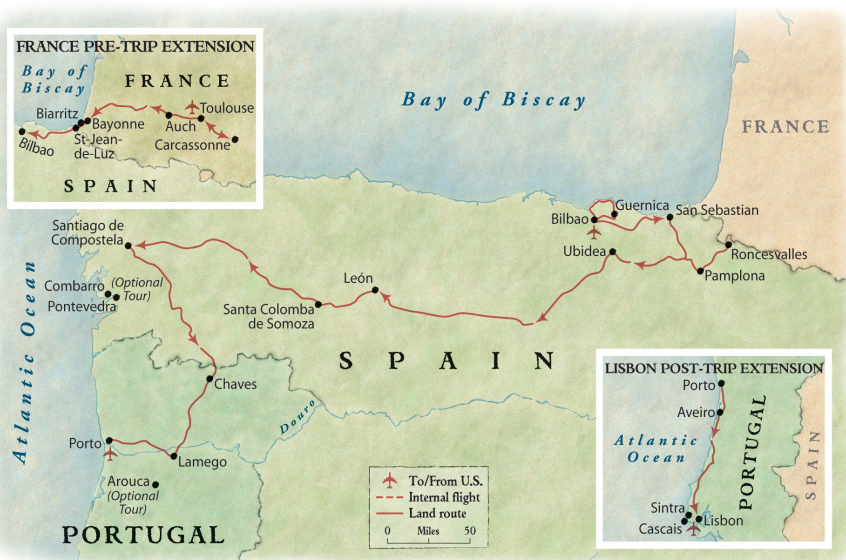 FRANCE PRE-TRIP EXTENSION
Bay of
Biscay
FRANCE
Biarritz
Bayonne
Toulouse
Auch
Carcassonne
St-Jean-
de-Luz
Bilbao
SPAIN
Bay of Biscay
FRANCE
Guernica
Bilbao
San Sebastian
Ubidea
Roncesvalles
Pamplona
Santiago de
Compostela
León
Santa Colomba
de Somoza
Combarro
(Optional
Tour)
Pontevedra
Atlantic Ocean
SPAIN
Chaves
Douro
Porto
Lamego
Arouca
(Optional
Tour)
PORTUGAL
To/From U.S.
Internal flight
Land route
0 Miles 50
LISBON POST-TRIP EXTENSION
Porto
Aveiro
Atlantic
Ocean
PORTUGAL
SPAIN
Sintra
Cascais
Lisbon